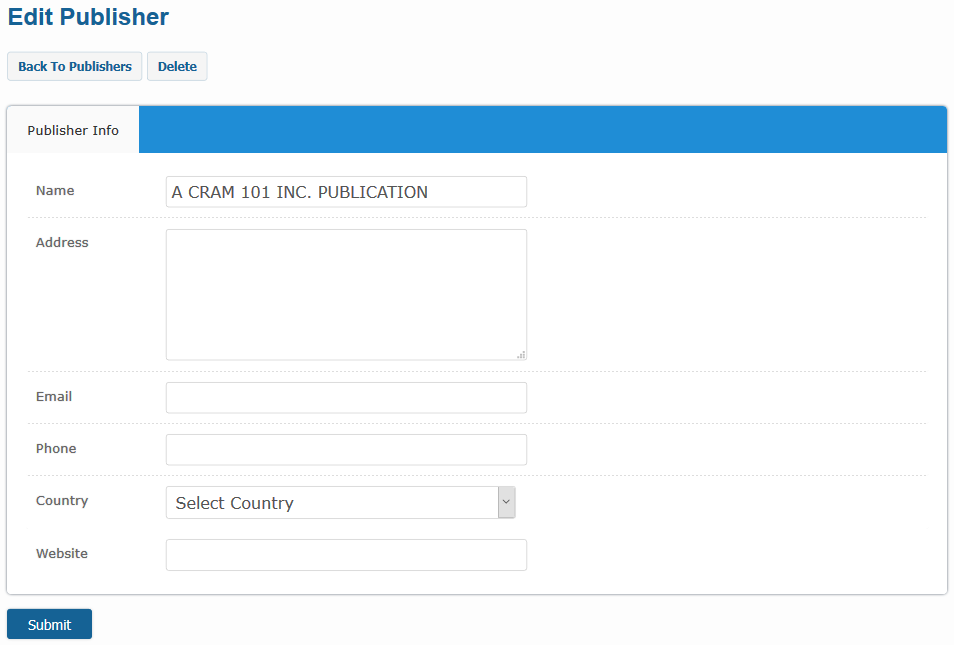 Edit Publisher
Back To Publishers Delete
Publisher Info
Name A CRAM 101 INC. PUBLICATION
Address
Email
Phone
Country Select Country
Website
Submit